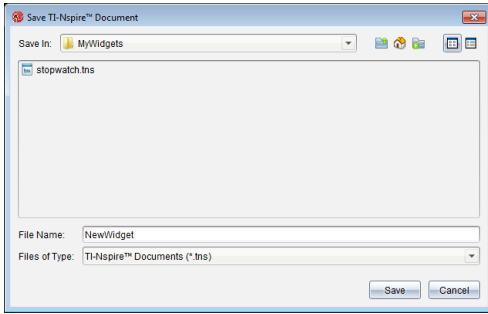 Save TI-Nspire™ Document
Save In: MyWidgets
stopwatch.tns
File Name: NewWidget
Files of Type: TI-Nspire™ Documents (*.tns)
Save Cancel